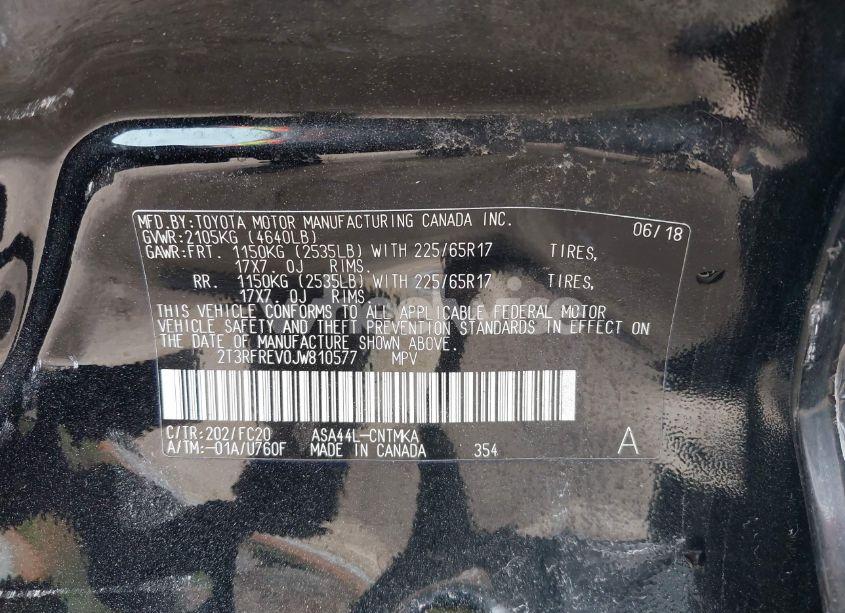 MFD.BY:TOYOTA MOTOR MANUFACTURING CANADA INC. 06/18
GVWR:2105KG (4640LB)
GAWR:FRT. 1150KG (2535LB) WITH 225/65R17 TIRES,
17X7.0J RIMS.
RR. 1150KG (2535LB) WITH 225/65R17 TIRES,
17X7.0J RIMS.
THIS VEHICLE CONFORMS TO ALL APPLICABLE FEDERAL MOTOR
VEHICLE SAFETY AND THEFT PREVENTION STANDARDS IN EFFECT ON
THE DATE OF MANUFACTURE SHOWN ABOVE.
2T3RFREV0JW810577 MPV
C/TR:202/FC20 ASA44L-CNTMKA
A/TM:-01A/U760F MADE IN CANADA 354 A